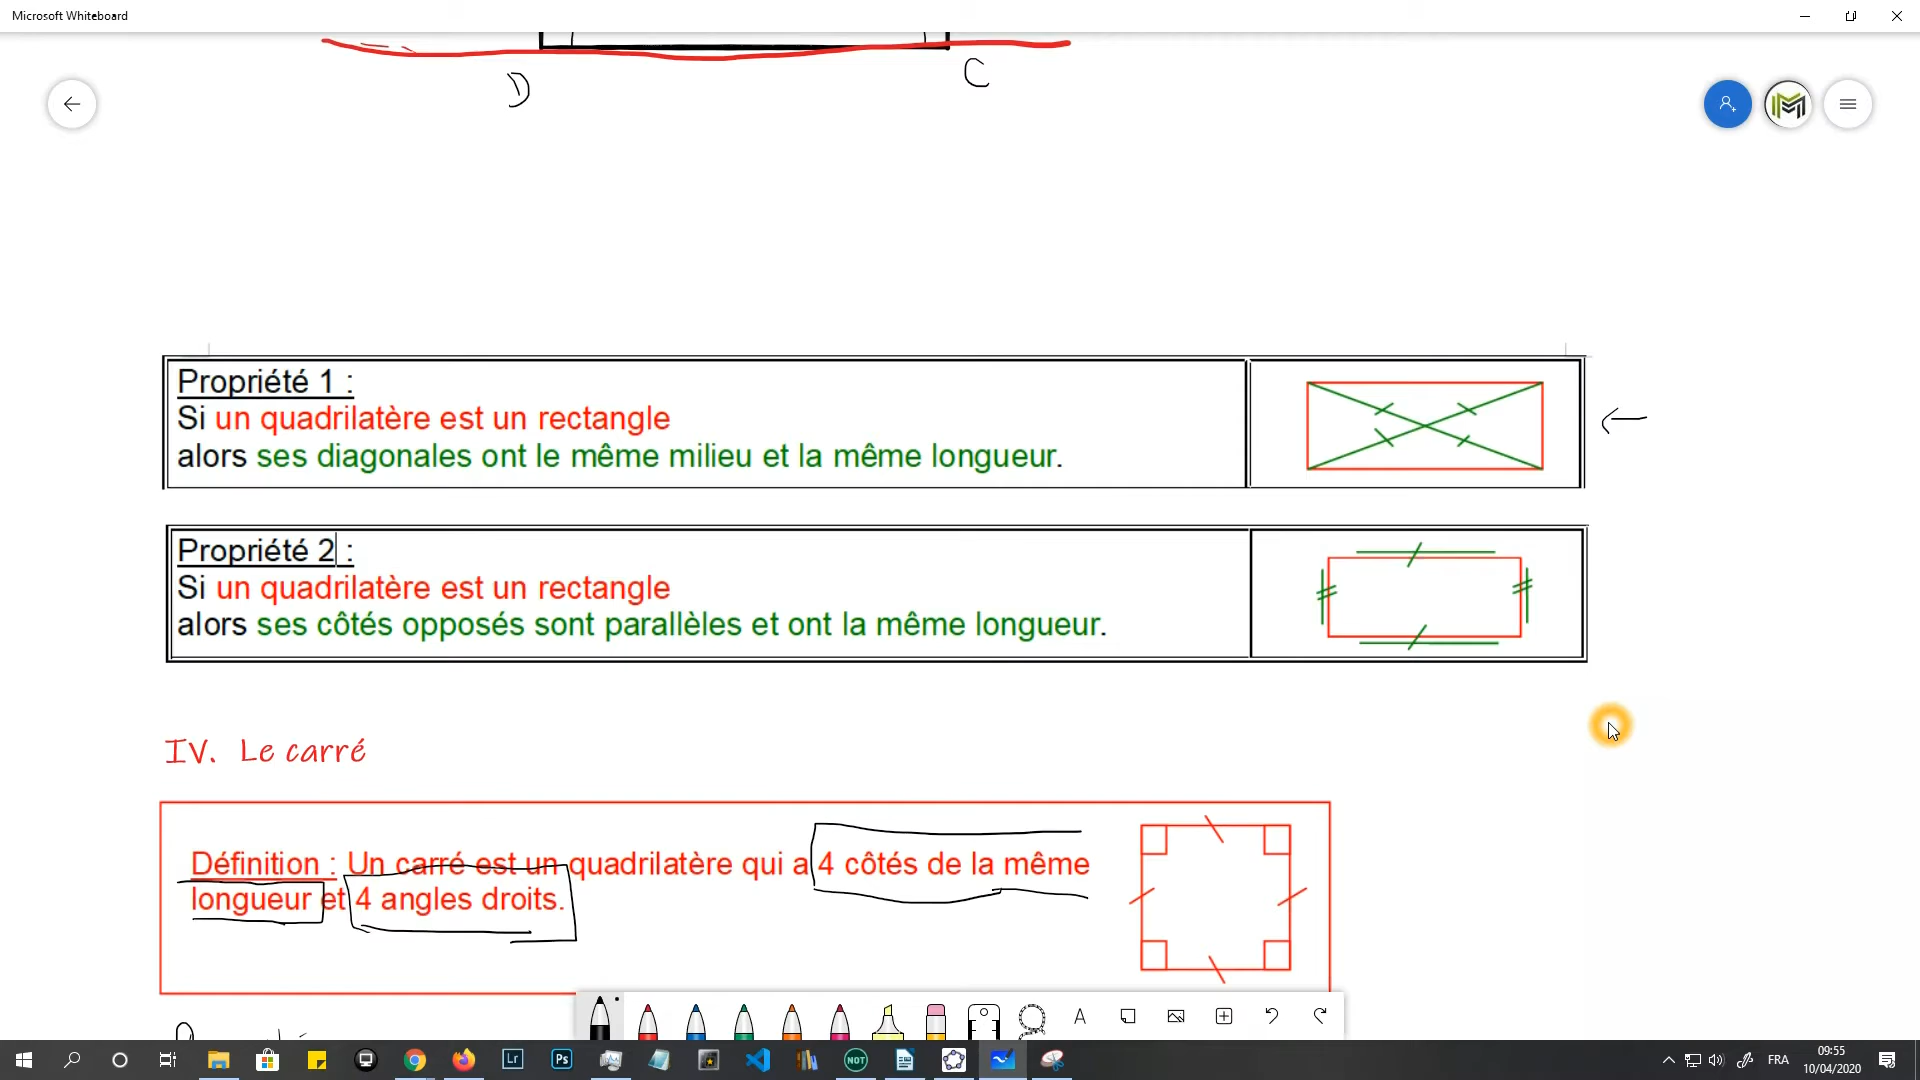 Microsoft Whiteboard
D
C
Propriété 1 :
Si un quadrilatère est un rectangle
alors ses diagonales ont le même milieu et la même longueur.
Propriété 2 :
Si un quadrilatère est un rectangle
alors ses côtés opposés sont parallèles et ont la même longueur.
IV. Le carré
Définition : Un carré est un quadrilatère qui a 4 côtés de la même
longueur et 4 angles droits.
A
Lr
Ps
NOT
FRA
09:55
10/04/2020